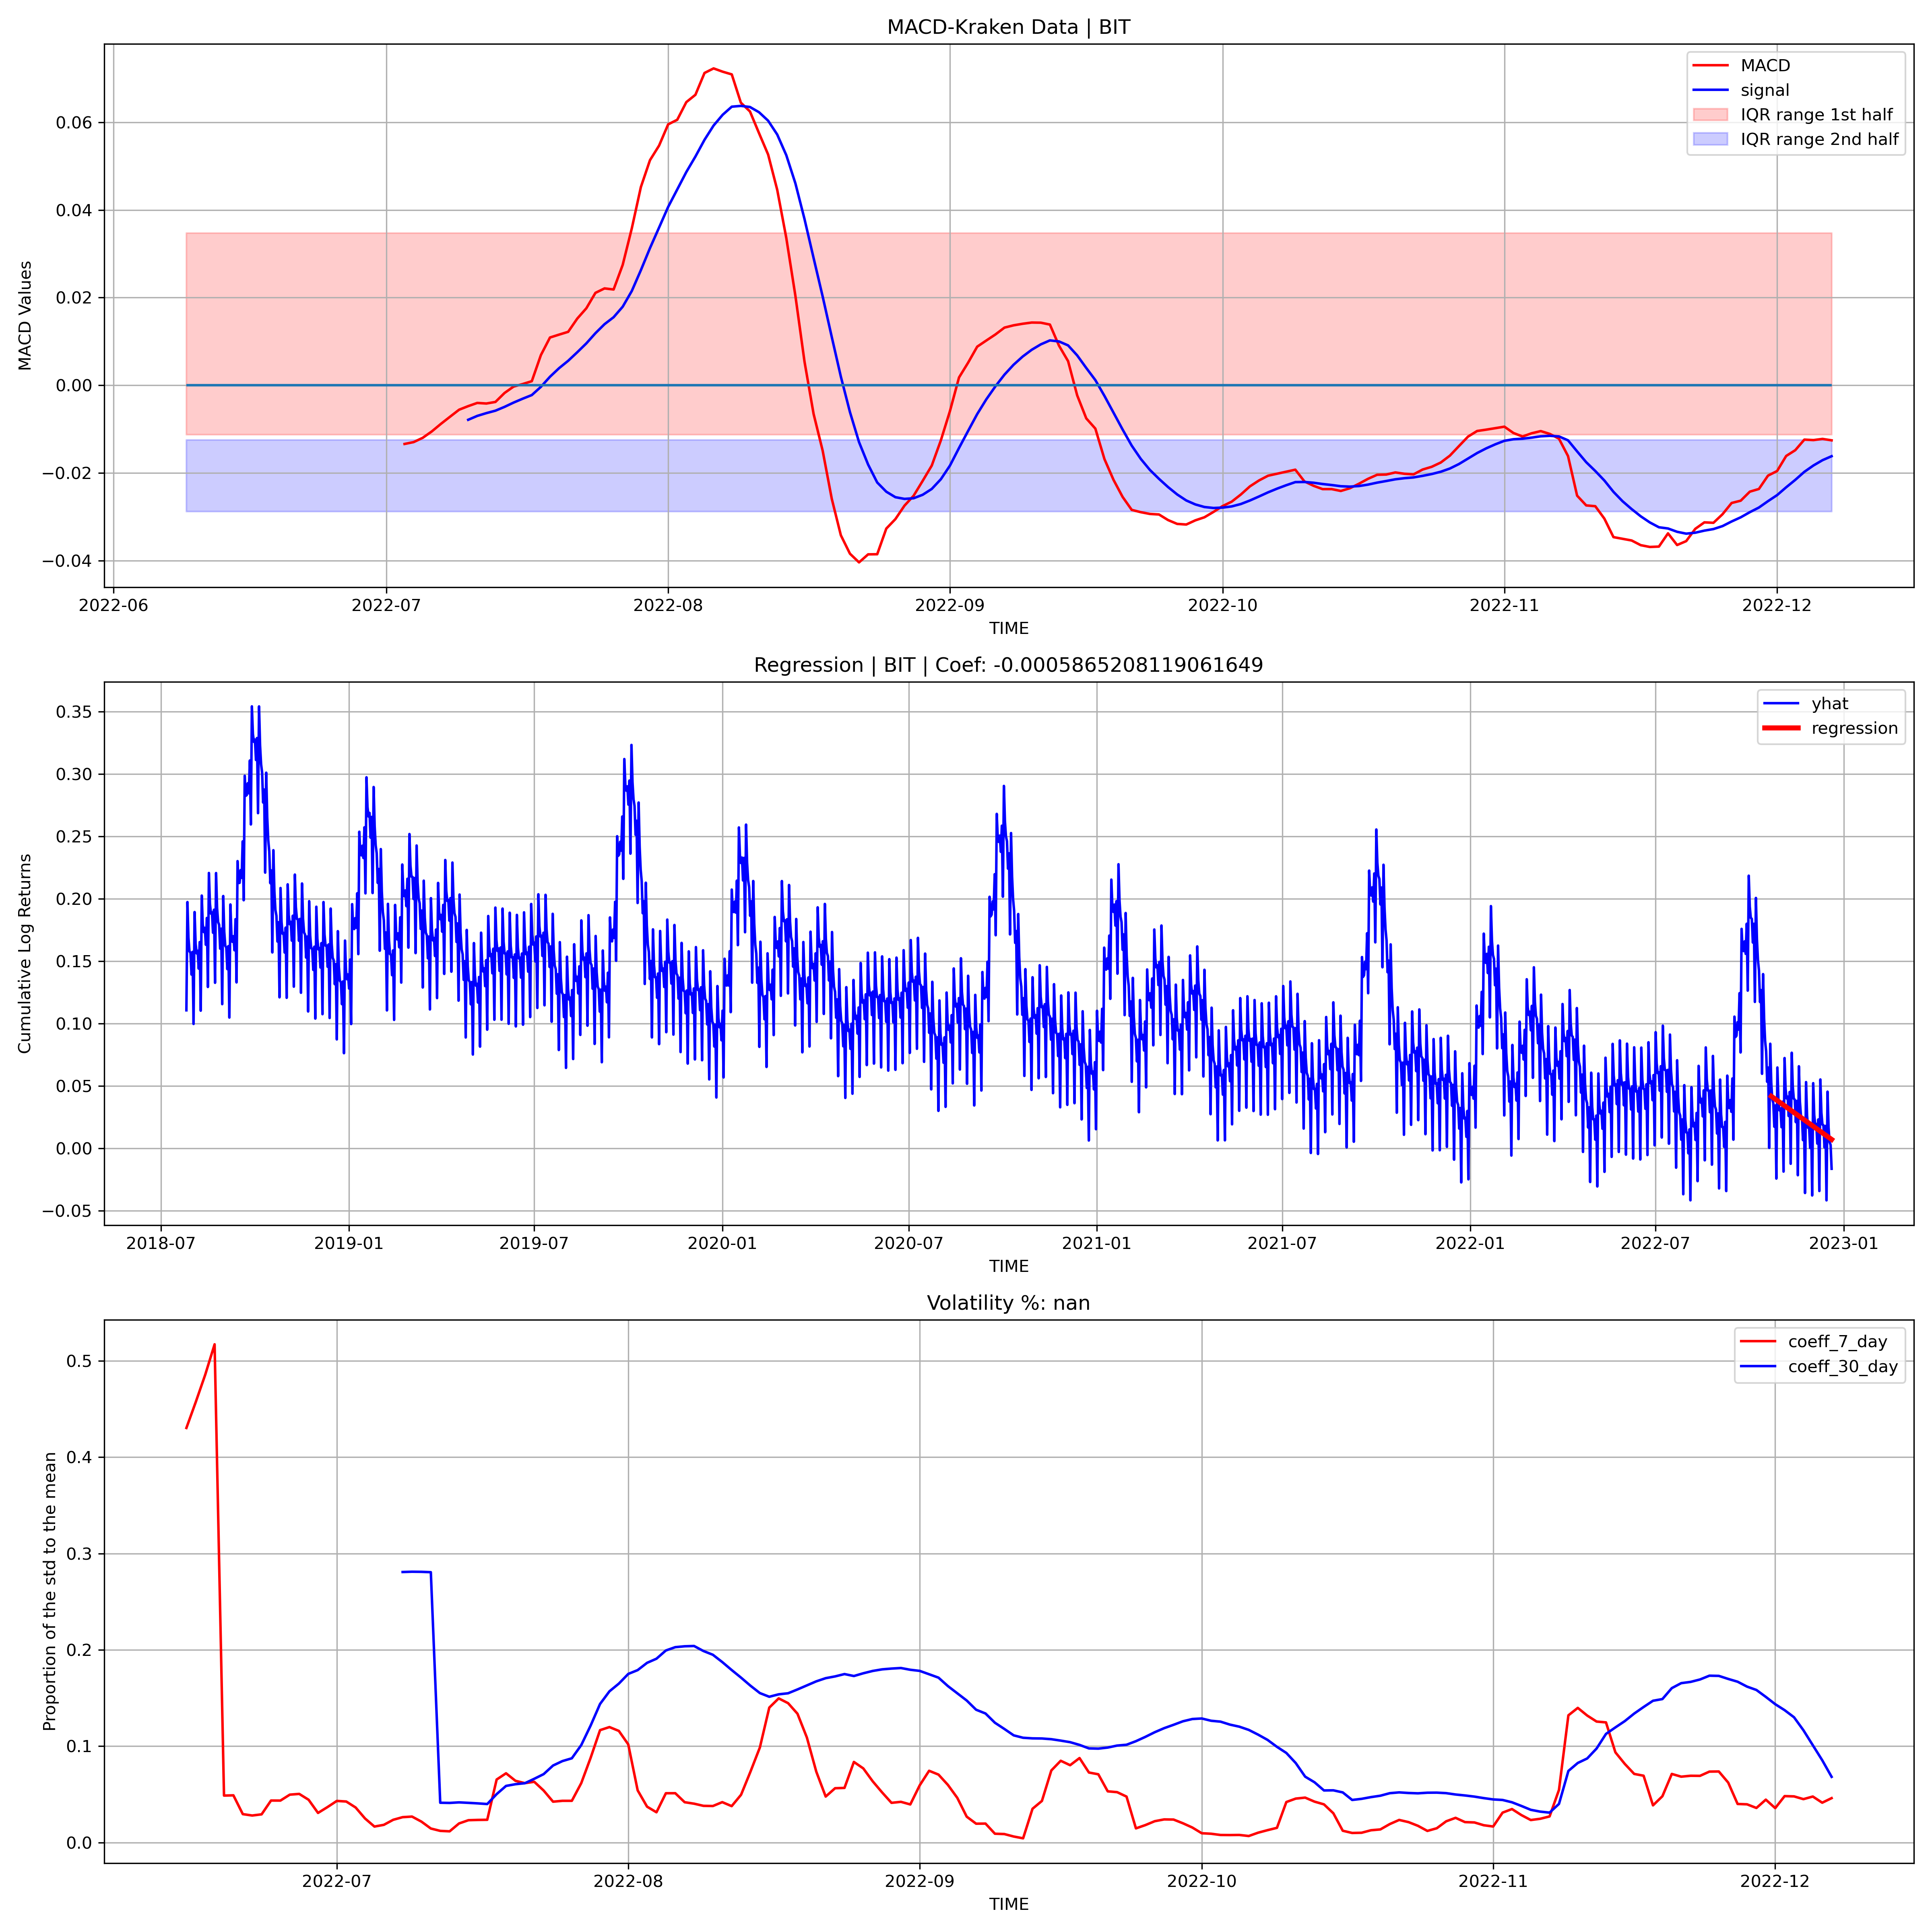 MACD-Kraken Data | BIT
MACD Values
0.06
0.04
0.02
0.00
−0.02
−0.04
MACD
signal
IQR range 1st half
IQR range 2nd half
2022-06 2022-07 2022-08 2022-09 2022-10 2022-11 2022-12
TIME
Regression | BIT | Coef: -0.0005865208119061649
Cumulative Log Returns
0.35
0.30
0.25
0.20
0.15
0.10
0.05
0.00
−0.05
yhat
regression
2018-07 2019-01 2019-07 2020-01 2020-07 2021-01 2021-07 2022-01 2022-07 2023-01
TIME
Volatility %: nan
Proportion of the std to the mean
0.5
0.4
0.3
0.2
0.1
0.0
coeff_7_day
coeff_30_day
2022-07 2022-08 2022-09 2022-10 2022-11 2022-12
TIME